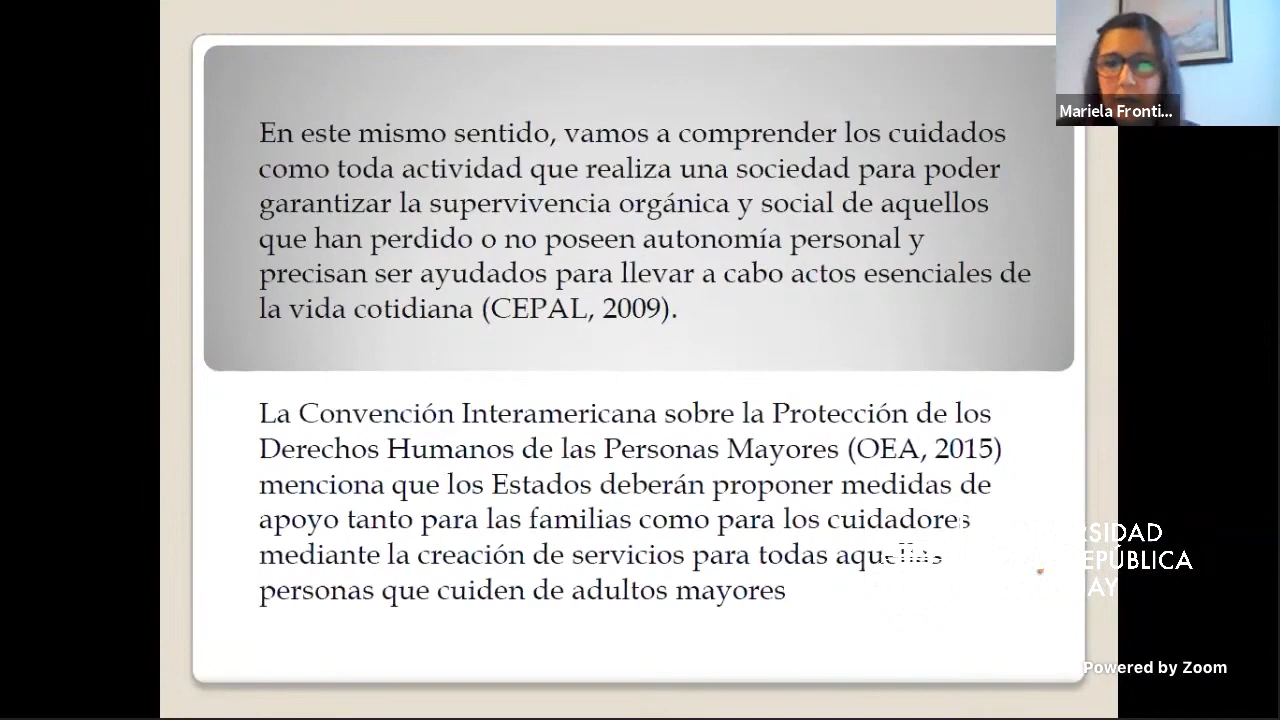 En este mismo sentido, vamos a comprender los cuidados
como toda actividad que realiza una sociedad para poder
garantizar la supervivencia orgánica y social de aquellos
que han perdido o no poseen autonomía personal y
precisan ser ayudados para llevar a cabo actos esenciales de
la vida cotidiana (CEPAL, 2009).
La Convención Interamericana sobre la Protección de los
Derechos Humanos de las Personas Mayores (OEA, 2015)
menciona que los Estados deberán proponer medidas de
apoyo tanto para las familias como para los cuidadores
mediante la creación de servicios para todas
personas que cuiden de adultos mayores
Mariela Fronti...
RSIDAD
EPÚBLICA
AY
Powered by Zoom